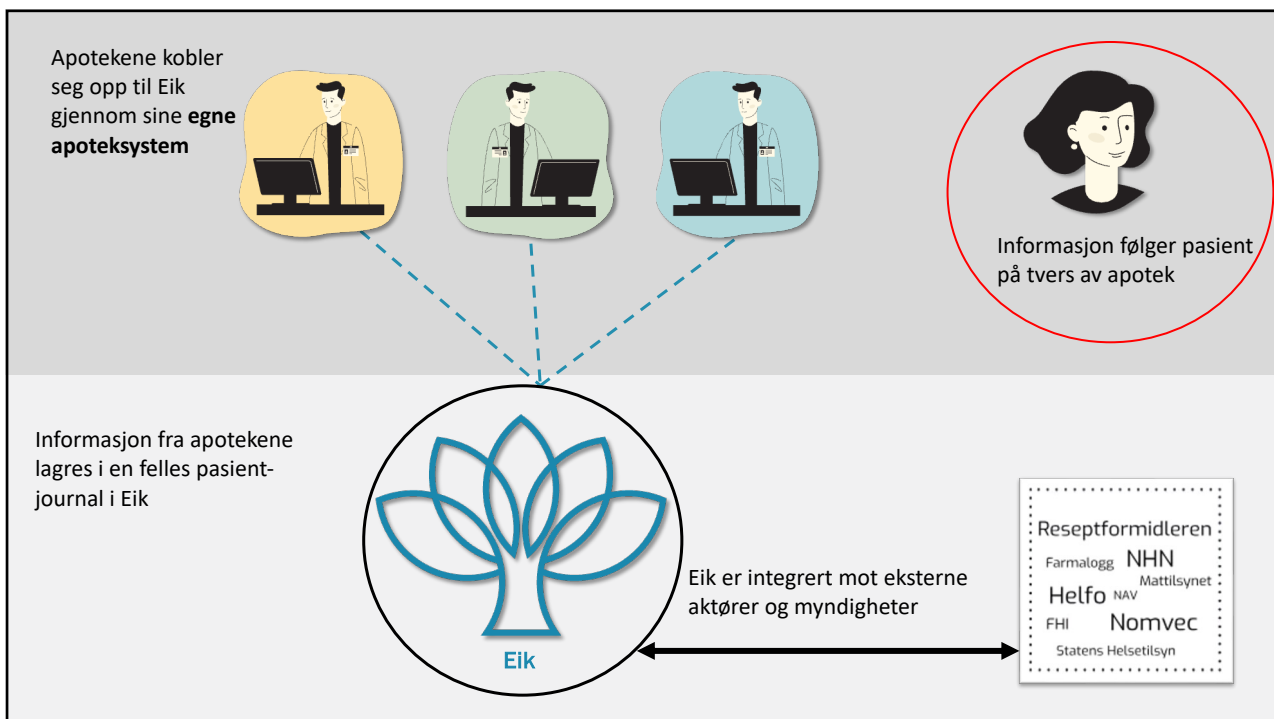 Apotekene kobler
seg opp til Eik
gjennom sine egne
apoteksystem
Informasjon følger pasient
på tvers av apotek
Informasjon fra apotekene
lagres i en felles pasient-
journal i Eik
Eik
Eik er integrert mot eksterne
aktører og myndigheter
Reseptformidleren
Farmalogg NHN
Mattilsynet
Helfo NAV
FHI Nomvec
Statens Helsetilsyn